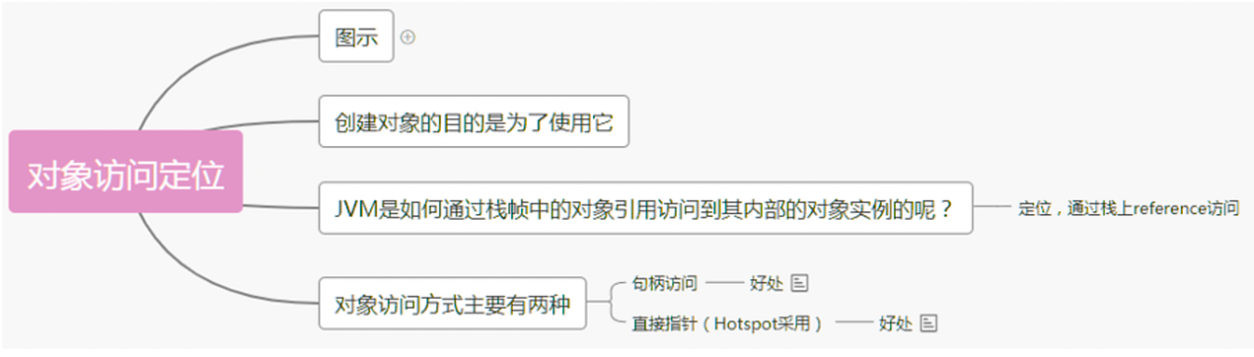 图示
创建对象的目的是为了使用它
对象访问定位
JVM是如何通过栈帧中的对象引用访问到其内部的对象实例的呢？
定位，通过栈上reference访问
对象访问方式主要有两种
句柄访问
好处
直接指针（Hotspot采用）
好处